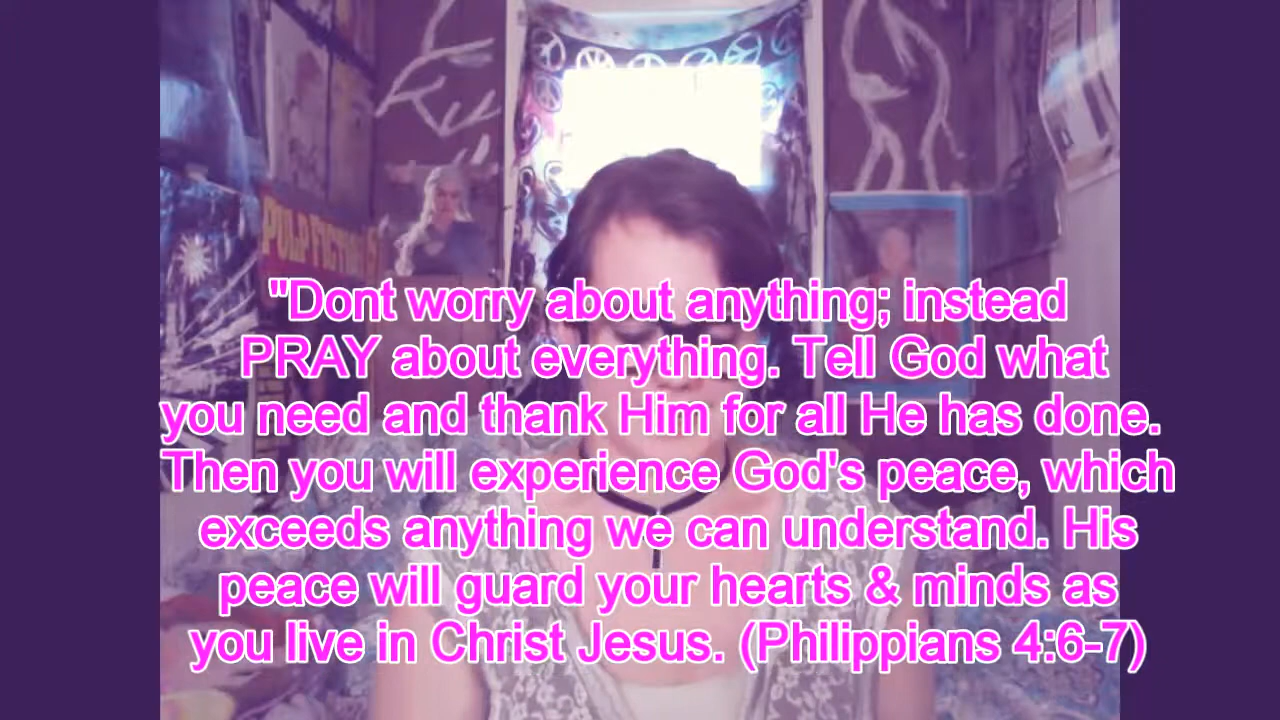 PULP FICTION
"Dont worry about anything; instead
PRAY about everything. Tell God what
you need and thank Him for all He has done.
Then you will experience God's peace, which
exceeds anything we can understand. His
peace will guard your hearts & minds as
you live in Christ Jesus. (Philippians 4:6-7)